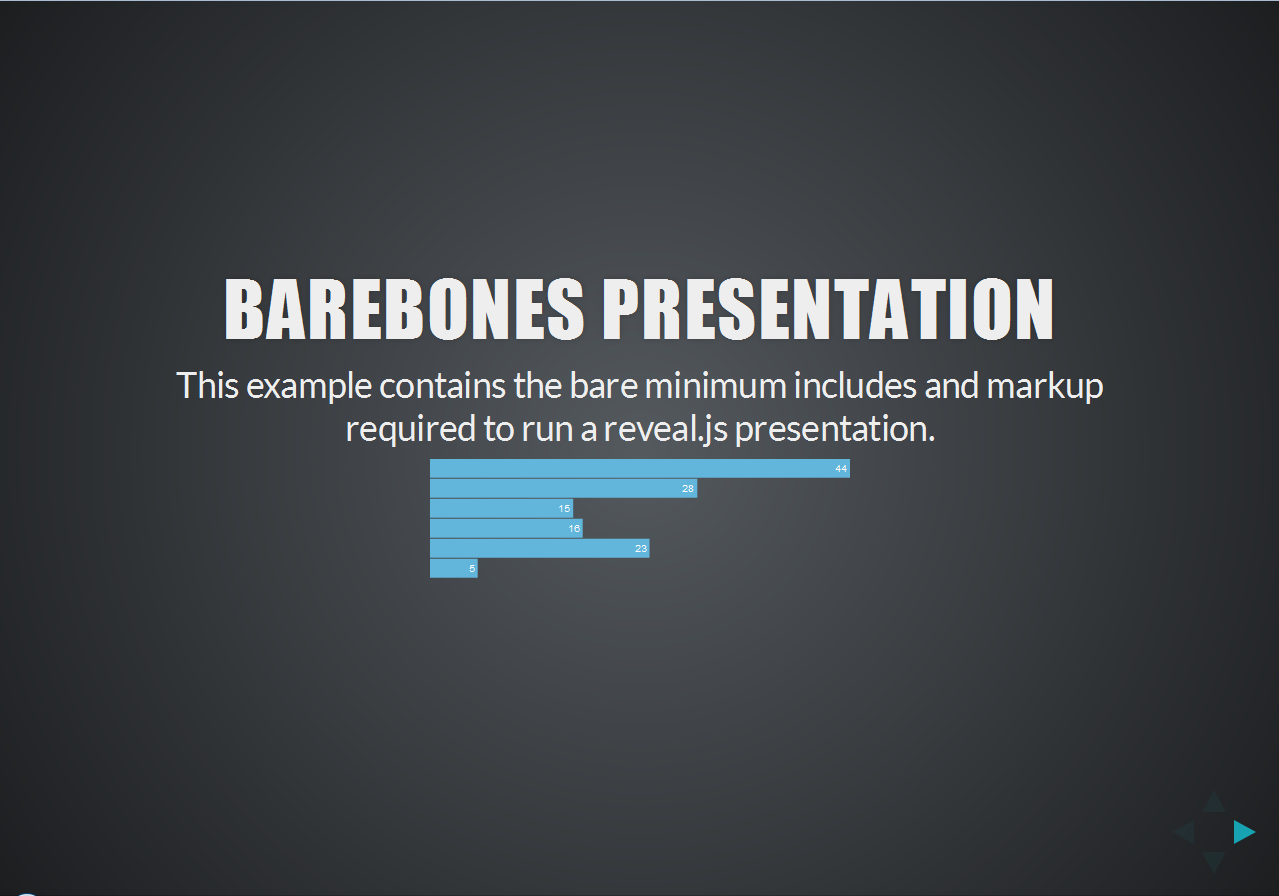 BAREBONES PRESENTATION
This example contains the bare minimum includes and markup
required to run a reveal.js presentation.
44
28
15
16
23
5